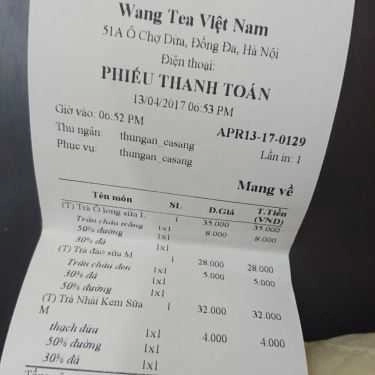 Wang Tea Việt Nam
51A Ô Chợ Dừa, Đống Đa, Hà Nội
Điện thoại:
PHIẾU THANH TOÁN
13/04/2017 06:53 PM
Giờ vào: 06:52 PM APR13-17-0129
Thu ngân: thungan_casang Lần in: 1
Phục vụ: thungan_casang
Mang về
Tên món SL Đ.Giá T.Tiền (VNĐ)
(T) Trà Ô long sữa L 1 35.000 35.000
Trân châu trắng 1x1 8.000 8.000
50% đường 1x1
30% đá 1x1
(T) Trà đào sữa M 1 28.000 28.000
Trân châu đen 1x1 5.000 5.000
30% đá 1x1
50% đường 1x1
(T) Trà Nhài Kem Sữa M 1 32.000 32.000
thạch dừa 1x1 4.000 4.000
50% đường 1x1
30% đá 1x1